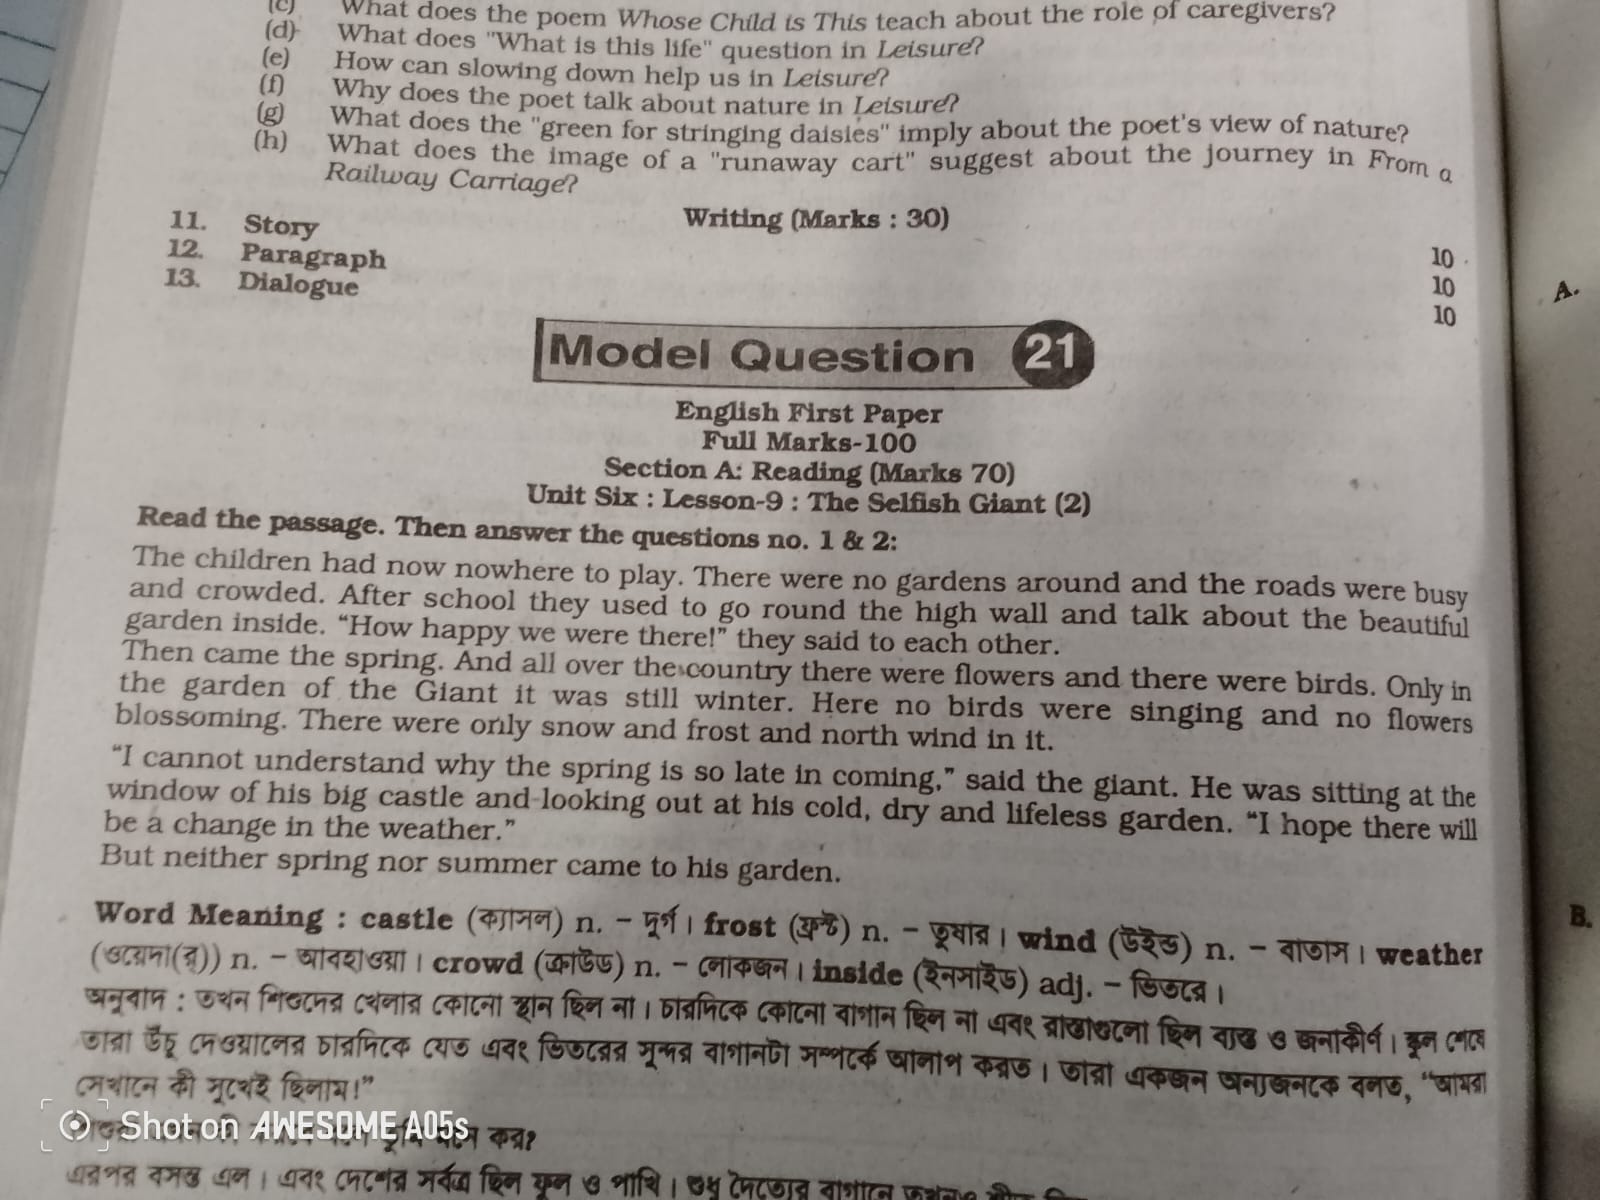 (c) What does the poem Whose Child is This teach about the role of caregivers?
(d) What does "What is this life" question in Leisure?
(e) How can slowing down help us in Leisure?
(f) Why does the poet talk about nature in Leisure?
(g) What does the "green for stringing daisies" imply about the poet's view of nature?
(h) What does the image of a "runaway cart" suggest about the journey in From a
Railway Carriage?
Writing (Marks : 30)
11. Story 10
12. Paragraph 10
13. Dialogue 10
A.
Model Question 21
English First Paper
Full Marks-100
Section A: Reading (Marks 70)
Unit Six : Lesson-9 : The Selfish Giant (2)
Read the passage. Then answer the questions no. 1 & 2:
The children had now nowhere to play. There were no gardens around and the roads were busy
and crowded. After school they used to go round the high wall and talk about the beautiful
garden inside. “How happy we were there!” they said to each other.
Then came the spring. And all over the country there were flowers and there were birds. Only in
the garden of the Giant it was still winter. Here no birds were singing and no flowers
blossoming. There were only snow and frost and north wind in it.
“I cannot understand why the spring is so late in coming,” said the giant. He was sitting at the
window of his big castle and looking out at his cold, dry and lifeless garden. “I hope there will
be a change in the weather.”
But neither spring nor summer came to his garden.
Word Meaning : castle (ক্যাসল) n. – দূর্গ। frost (ফ্রস্ট) n. – তুষার। wind (উইন্ড) n. – বাতাস। weather
(ওয়েদা(র্)) n. – আবহাওয়া। crowd (ক্রাউড) n. – লোকজন। inside (ইনসাইড) adj. – ভিতরে।
B.
অনুবাদ : তখন শিশুদের খেলার কোনো স্থান ছিল না। চারদিকে কোনো বাগান ছিল না এবং রাস্তাগুলো ছিল ব্যস্ত ও জনাকীর্ণ। স্কুল শেষে
তারা উঁচু দেওয়ালের চারদিকে যেত এবং ভিতরের সুন্দর বাগানটা সম্পর্কে আলাপ করত। তারা একজন অন্যজনকে বলত, “আমরা
সেখানে কী সুখেই ছিলাম!”
কর?
এরপর বসন্ত এল। এবং দেশের সর্বত্র ছিল ফুল ও পাখি। শুধু দৈত্যের বাগানে
Shot on AWESOME A05s